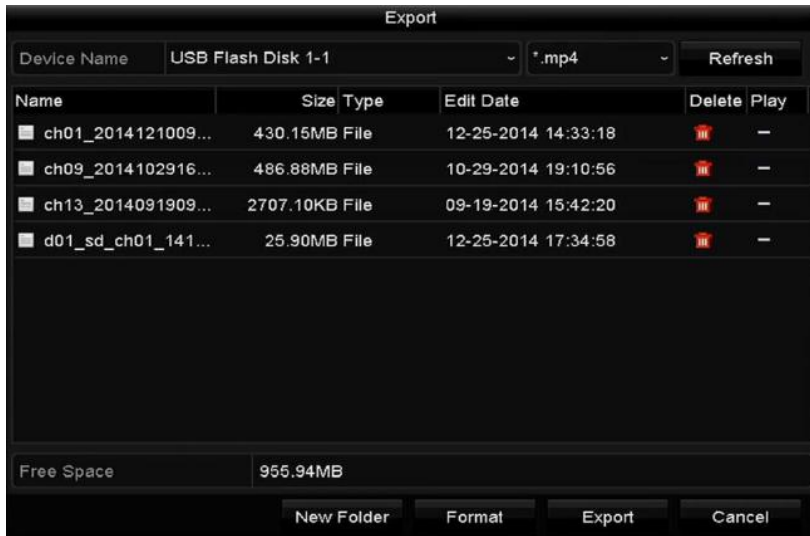 Export
Device Name USB Flash Disk 1-1 *.mp4 Refresh
Name Size Type Edit Date Delete Play
ch01_2014121009... 430.15MB File 12-25-2014 14:33:18
ch09_2014102916... 486.88MB File 10-29-2014 19:10:56
ch13_2014091909... 2707.10KB File 09-19-2014 15:42:20
d01_sd_ch01_141... 25.90MB File 12-25-2014 17:34:58
Free Space 955.94MB
New Folder Format Export Cancel